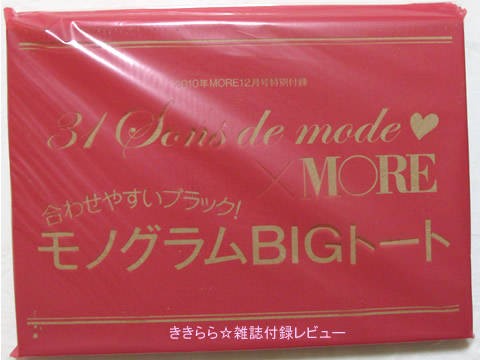 2010年MORE12月号特別付録
31 Sons de mode ♥
×MORE
合わせやすいブラック!
モノグラムBIGトート
ききらら☆雑誌付録レビュー